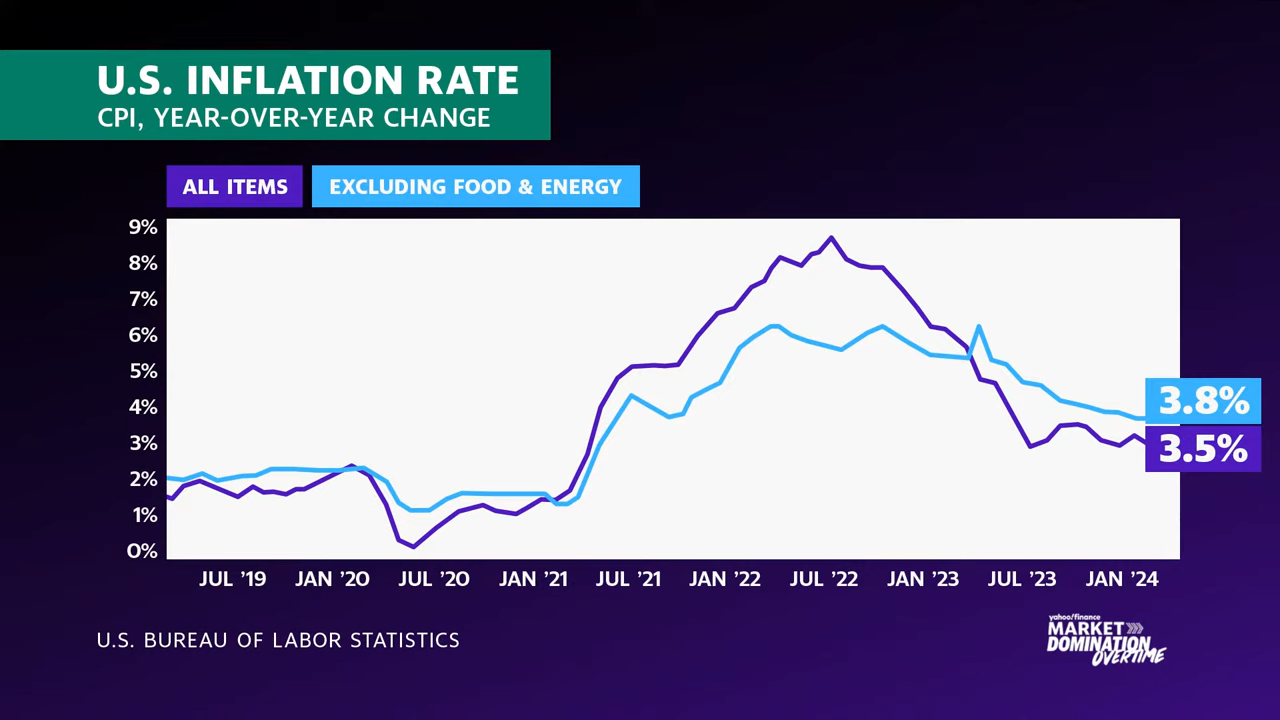 U.S. INFLATION RATE
CPI, YEAR-OVER-YEAR CHANGE
ALL ITEMS
EXCLUDING FOOD & ENERGY
9%
8%
7%
6%
5%
4%
3%
2%
1%
0%
3.8%
3.5%
JUL ’19 JAN ’20 JUL ’20 JAN ’21 JUL ’21 JAN ’22 JUL ’22 JAN ’23 JUL ’23 JAN ’24
U.S. BUREAU OF LABOR STATISTICS
yahoo!finance
MARKET
DOMINATION
OVERTIME